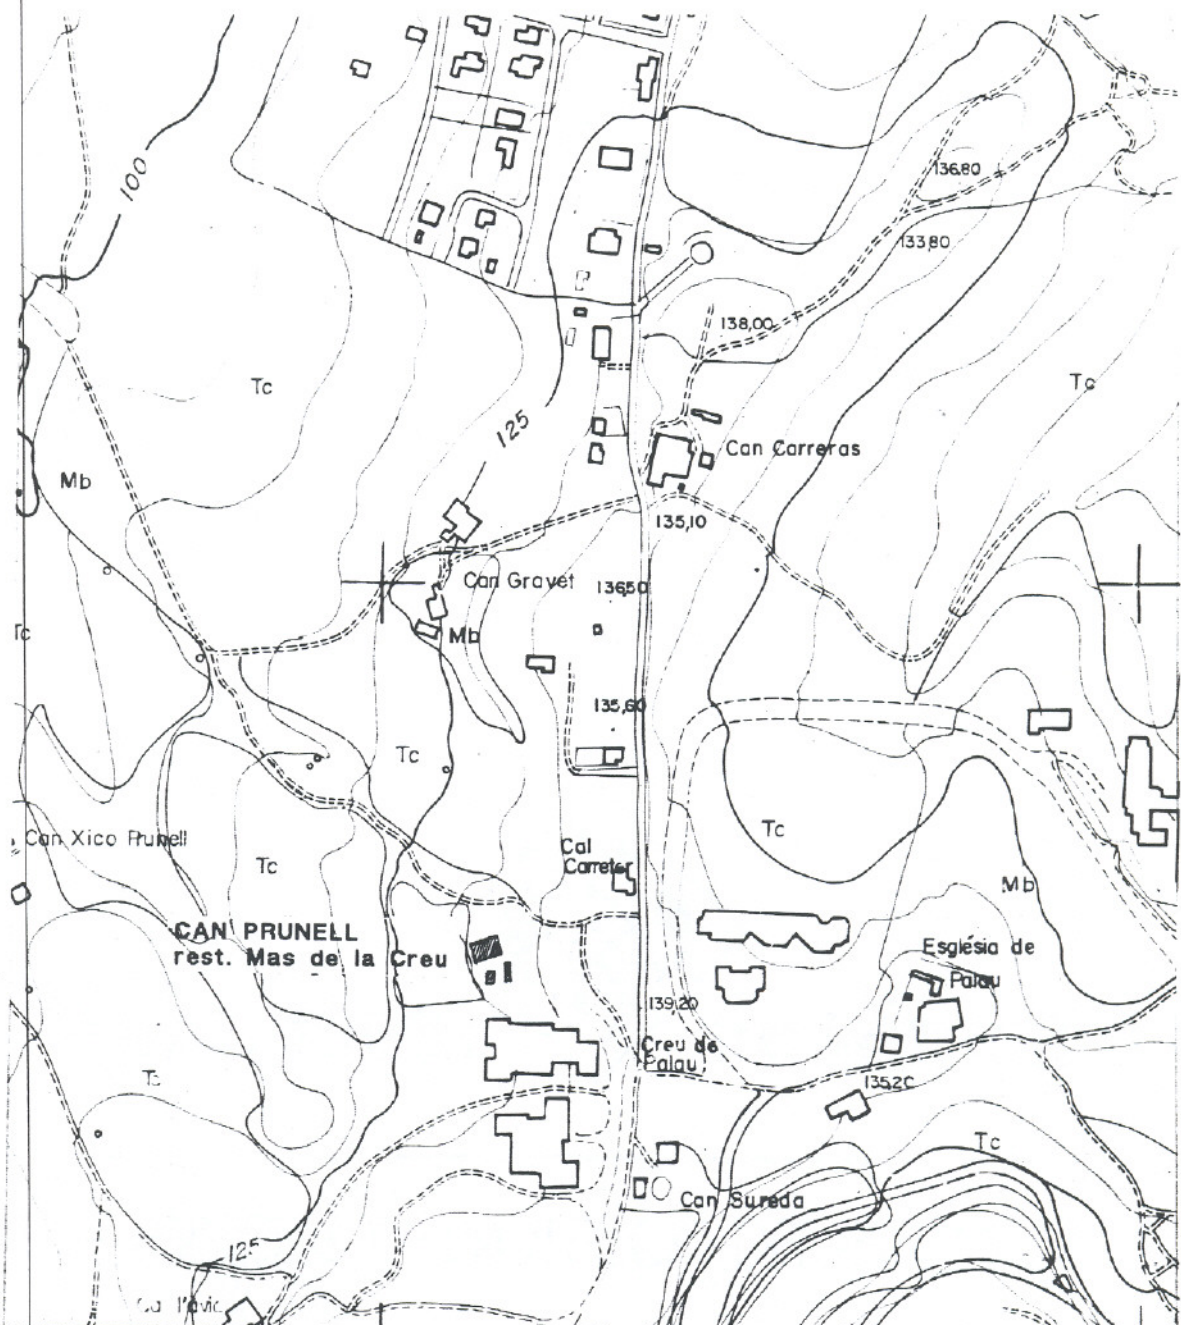 100
136.80
133,80
138,00
Tc
Tc
125
Can Carreras
Mb
135,10
Can Gravet
136,50
Tc
Mb
135,60
Tc
Can Xico Prunell
Tc
Cal
Carreter
Tc
Mb
CAN PRUNELL
rest. Mas de la Creu
Església de
Palau
139,20
Creu de
Palau
Tc
135,20
Tc
Can Sureda
125